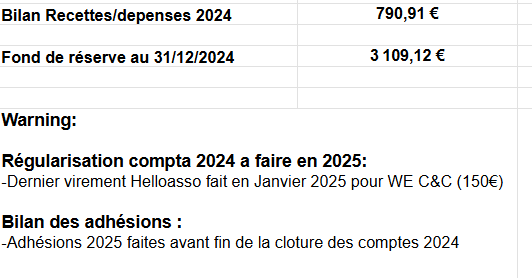 Bilan Recettes/depenses 2024 790,91 €
Fond de réserve au 31/12/2024 3 109,12 €
Warning:
Régularisation compta 2024 a faire en 2025:
-Dernier virement Helloasso fait en Janvier 2025 pour WE C&C (150€)
Bilan des adhésions :
-Adhésions 2025 faites avant fin de la cloture des comptes 2024